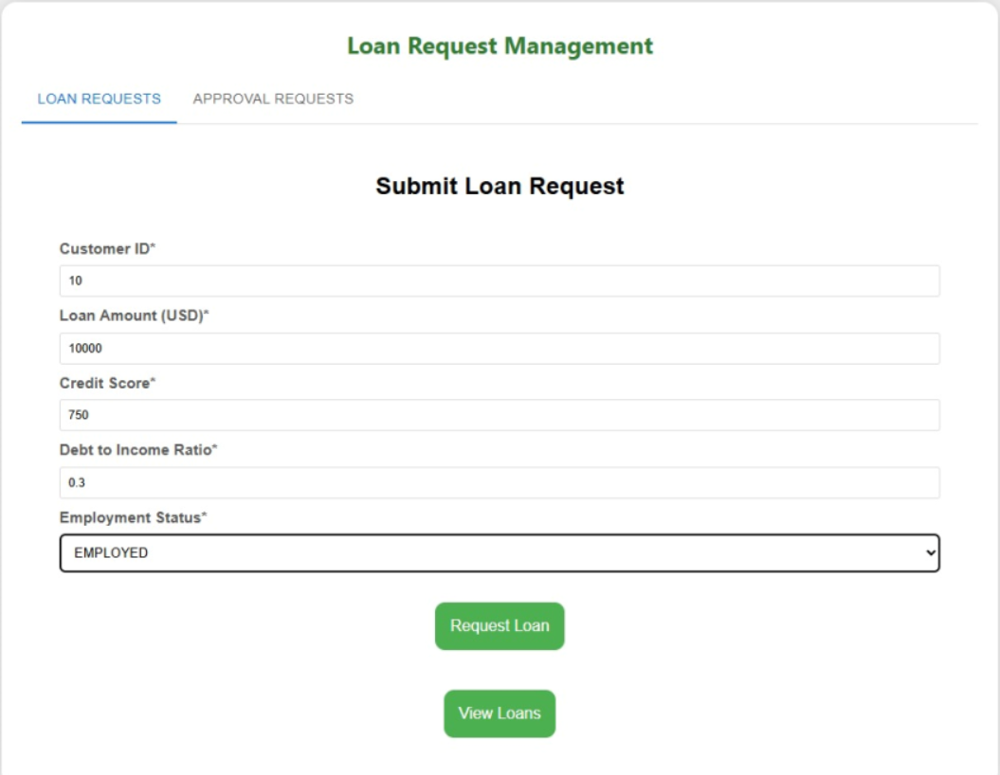 Loan Request Management
LOAN REQUESTS APPROVAL REQUESTS
Submit Loan Request
Customer ID*
10
Loan Amount (USD)*
10000
Credit Score*
750
Debt to Income Ratio*
0.3
Employment Status*
EMPLOYED
Request Loan
View Loans